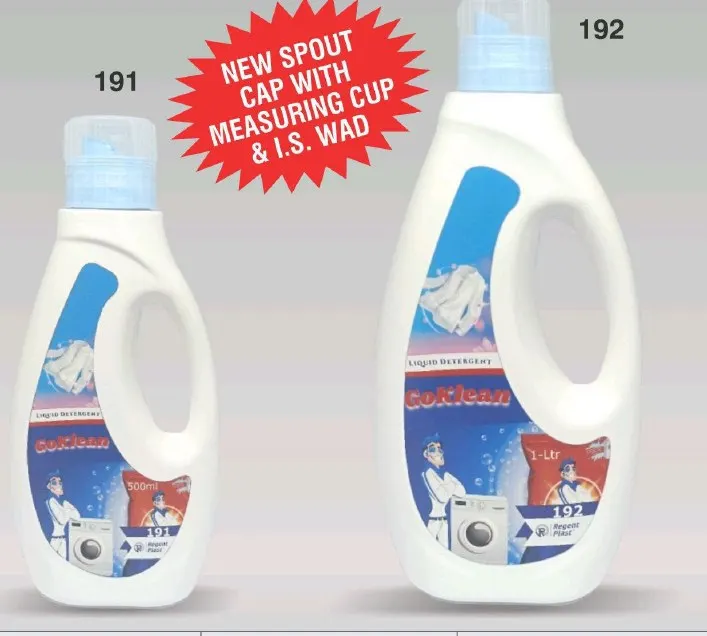 191
192
NEW SPOUT
CAP WITH
MEASURING CUP
& I.S. WAD
LIQUID DETERGENT
GoKlean
500ml
191
R
Regent
Plast
LIQUID DETERGENT
GoKlean
1-Ltr
192
R
Regent
Plast